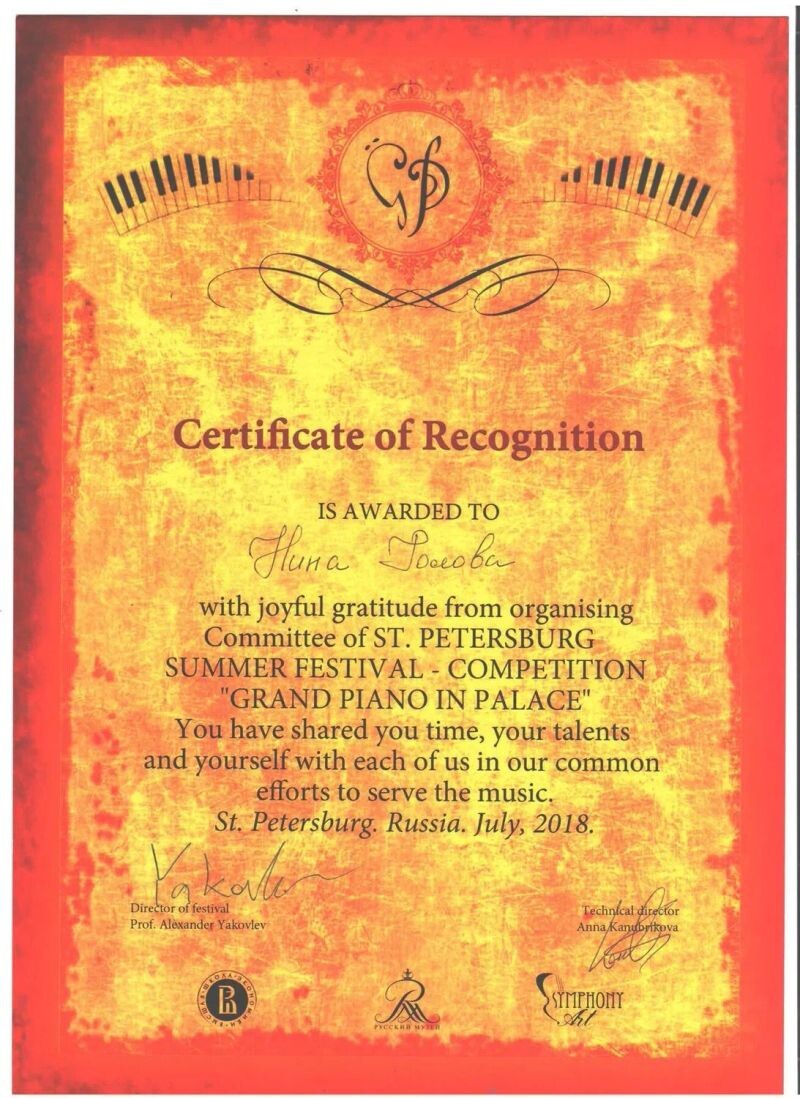 Certificate of Recognition
IS AWARDED TO
Нина
with joyful gratitude from organising
Committee of ST. PETERSBURG
SUMMER FESTIVAL - COMPETITION
"GRAND PIANO IN PALACE"
You have shared you time, your talents
and yourself with each of us in our common
efforts to serve the music.
St. Petersburg. Russia. July, 2018.
Yakovlev
Director of festival
Prof. Alexander Yakovlev
Technical director
Anna Kanubrikova
ВЫСШАЯ ШКОЛА ЭКОНОМИКИ
РУССКИЙ МУЗЕЙ
SYMPHONY
Art